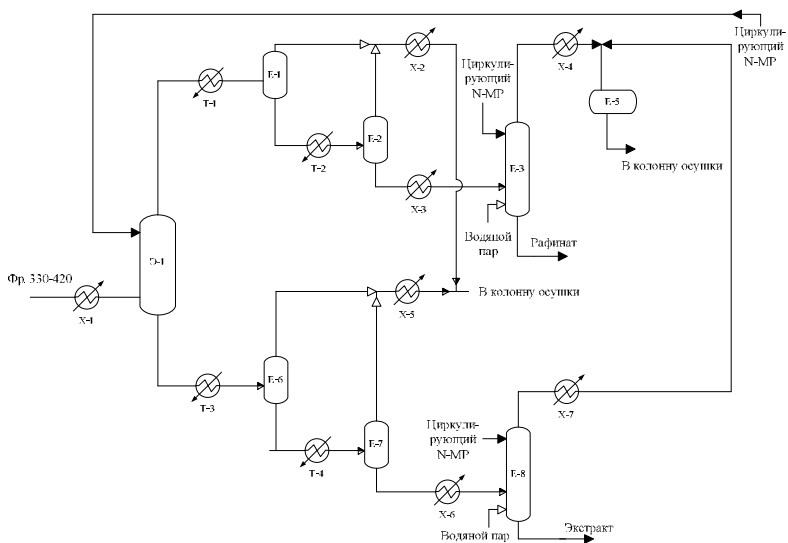 Циркули-
рующий
N-МР
Х-4
Х-2
Циркули-
рующий
N-МР
Е-1
Т-1
Е-5
Е-2
Т-2
Е-3
В колонну осушки
Х-3
Водяной
пар
Рафинат
Э-1
Фр. 330-420
Х-1
Х-5
В колонну осушки
Е-6
Т-3
Х-7
Циркули-
рующий
N-МР
Е-7
Т-4
Е-8
Х-6
Водяной пар
Экстракт